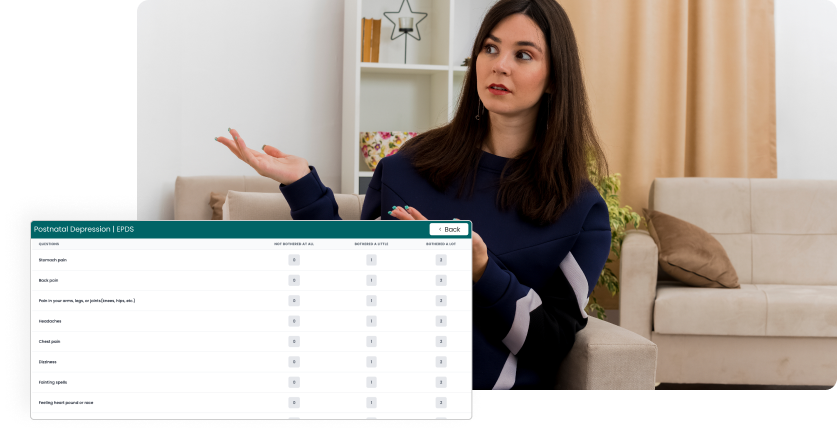 Postnatal Depression | EPDS
< Back
QUESTIONS NOT BOTHERED AT ALL BOTHERED A LITTLE BOTHERED A LOT
Stomach pain 0 1 2
Back pain 0 1 2
Pain in your arms, legs, or joints(knees, hips, etc.) 0 1 2
Headaches 0 1 2
Chest pain 0 1 2
Dizziness 0 1 2
Fainting spells 0 1 2
Feeling heart pound or race 0 1 2